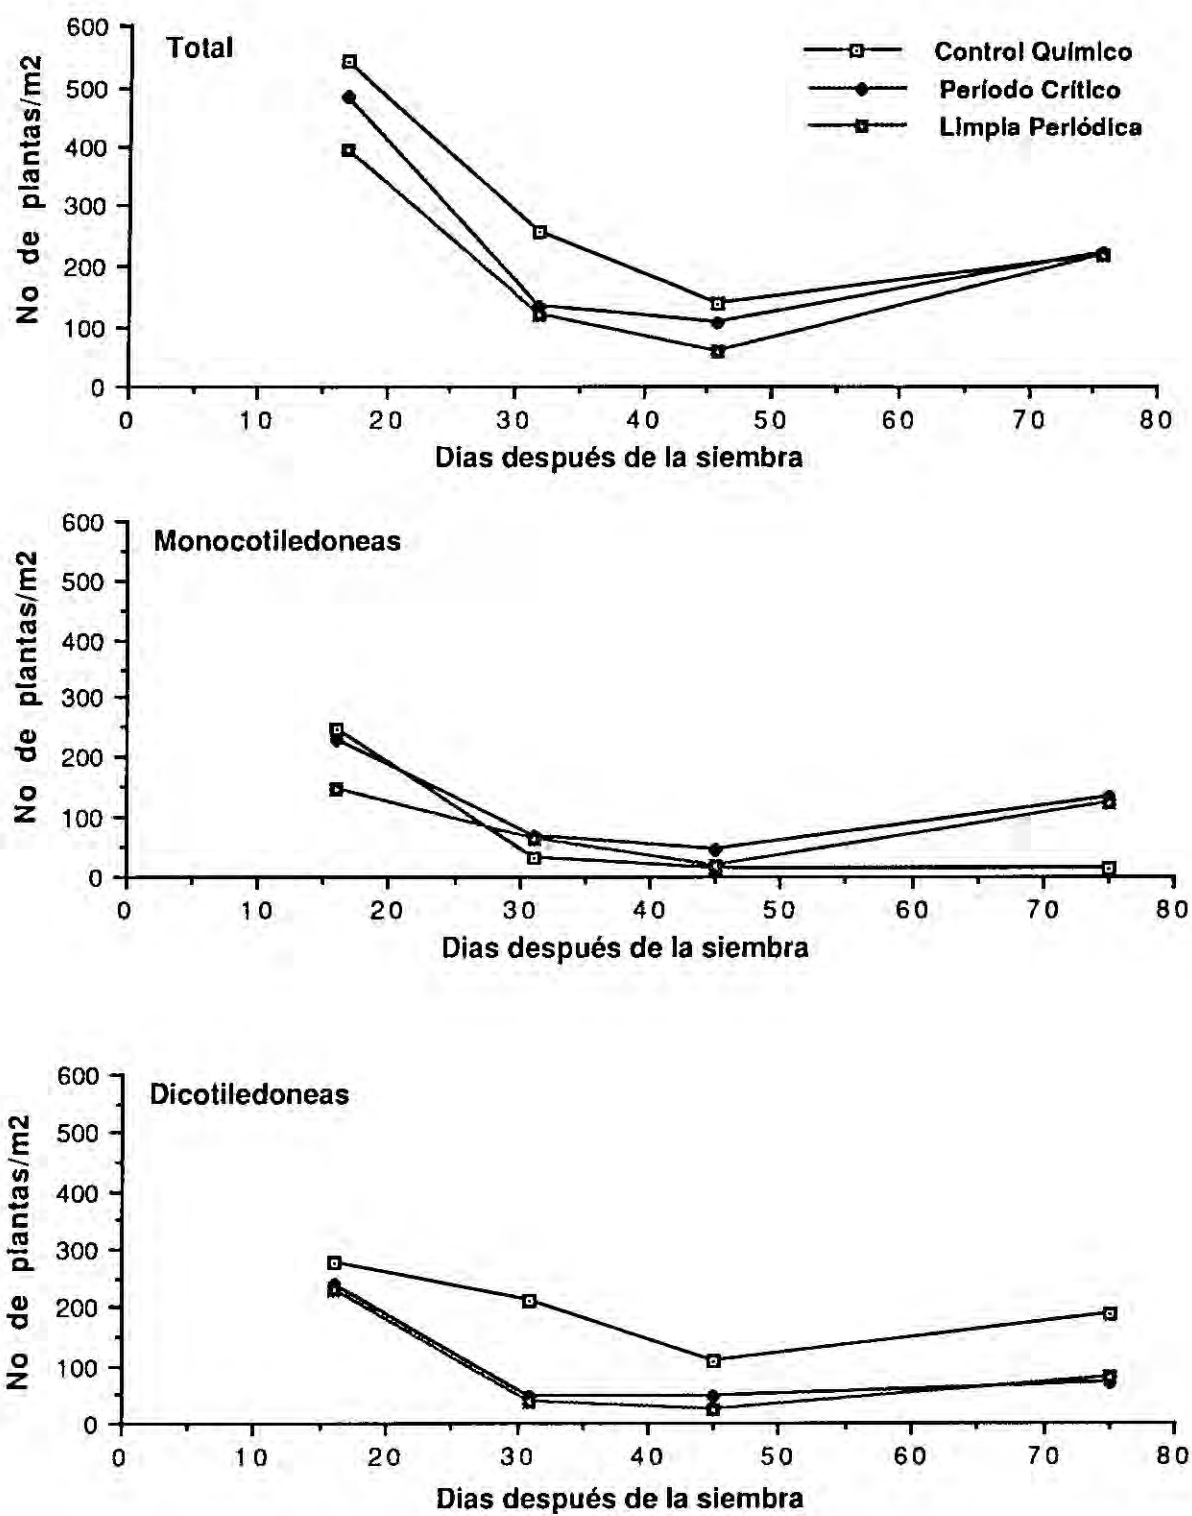 Total
Control Químico
Período Crítico
Limpia Periódica
No de plantas/m2
600
500
400
300
200
100
0
0 10 20 30 40 50 60 70 80
Dias después de la siembra
Monocotiledoneas
No de plantas/m2
600
500
400
300
200
100
0
0 10 20 30 40 50 60 70 80
Dias después de la siembra
Dicotiledoneas
No de plantas/m2
600
500
400
300
200
100
0
0 10 20 30 40 50 60 70 80
Dias después de la siembra